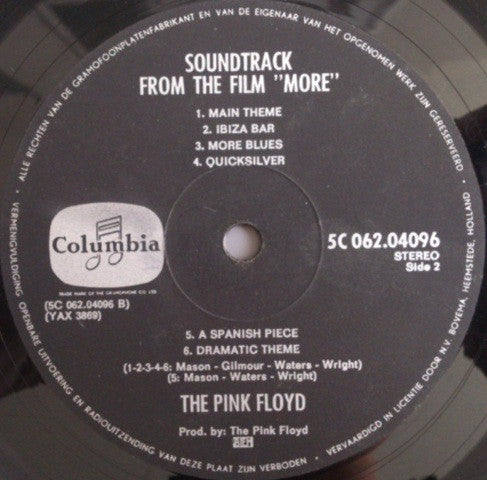 ALLE RECHTEN VAN DE GRAMOFOONPLATENFABRIKANT EN VAN DE EIGENAAR VAN HET OPGENOMEN WERK ZIJN GERESERVEERD.
SOUNDTRACK
FROM THE FILM "MORE"
1. MAIN THEME
2. IBIZA BAR
3. MORE BLUES
4. QUICKSILVER
Columbia
TRADE MARK OF THE GRAMOPHONE CO LTD
(5C 062.04096 B)
(YAX 3869)
5C 062.04096
STEREO
Side 2
5. A SPANISH PIECE
6. DRAMATIC THEME
(1-2-3-4-6: Mason - Gilmour - Waters - Wright)
(5: Mason - Waters - Wright)
THE PINK FLOYD
Prod. by: The Pink Floyd
VERMENIGVULDIGING OPENBARE UITVOERING EN RADIOUITZENDING VAN DEZE PLAAT ZIJN VERBODEN • VERVAARDIGD IN LICENTIE DOOR N.V. BOVEMA, HEEMSTEDE, HOLLAND